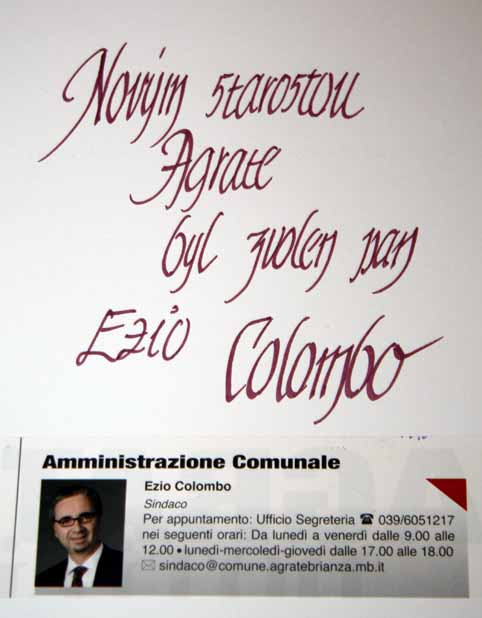 Novým starostou
Agrate
byl zvolen pan
Ezio Colombo
Amministrazione Comunale
Ezio Colombo
Sindaco
Per appuntamento: Ufficio Segreteria ☎ 039/6051217
nei seguenti orari: Da lunedì a venerdì dalle 9.00 alle
12.00 • lunedì-mercoledì-giovedì dalle 17.00 alle 18.00
✉ sindaco@comune.agratebrianza.mb.it